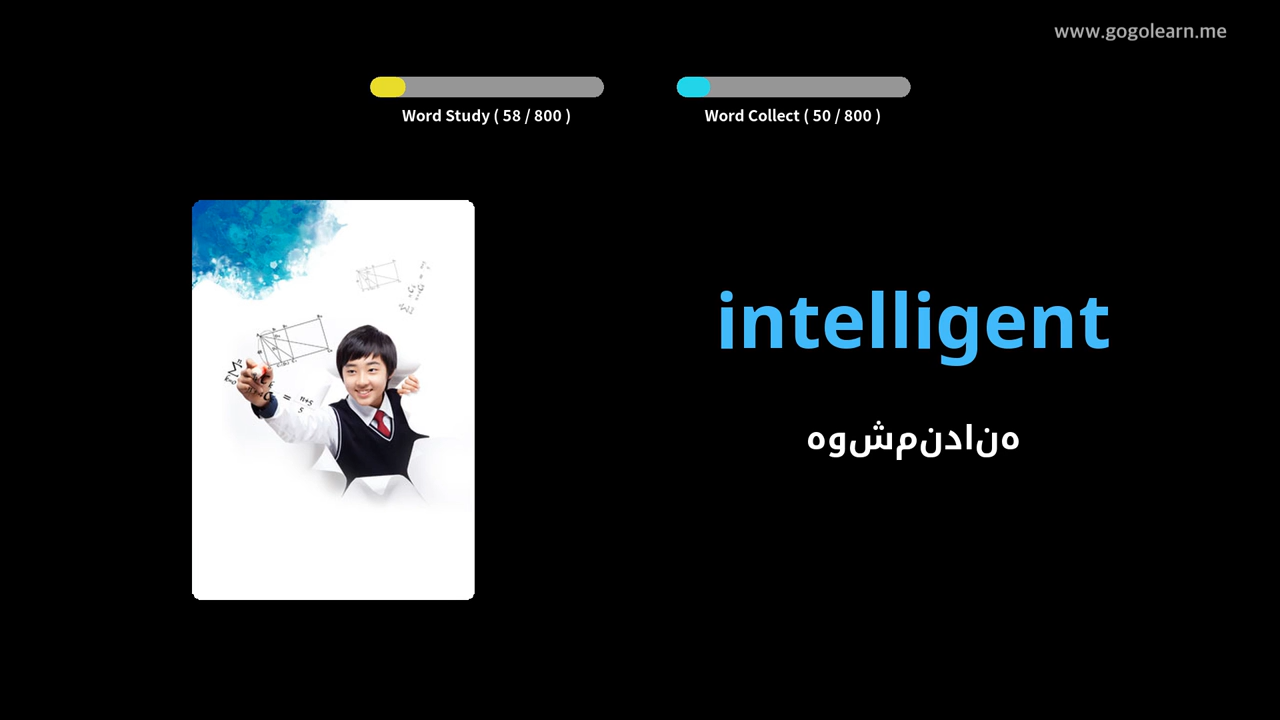 www.gogolearn.me
Word Study ( 58 / 800 )
Word Collect ( 50 / 800 )
intelligent
هوشمندانه